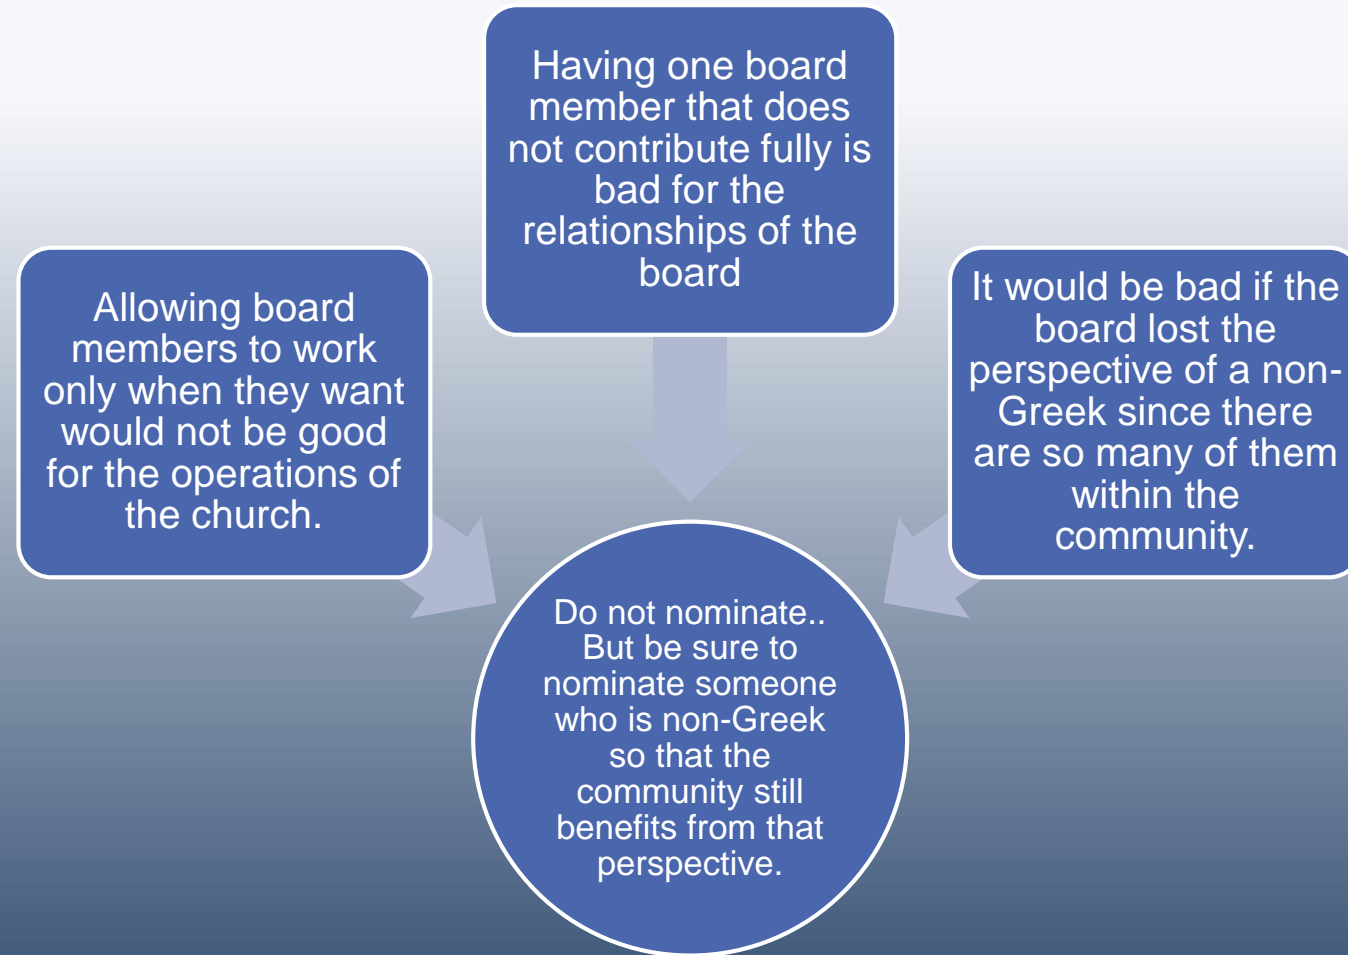 Having one board
member that does
not contribute fully is
bad for the
relationships of the
board
Allowing board
members to work
only when they want
would not be good
for the operations of
the church.
It would be bad if the
board lost the
perspective of a non-
Greek since there
are so many of them
within the
community.
Do not nominate..
But be sure to
nominate someone
who is non-Greek
so that the
community still
benefits from that
perspective.